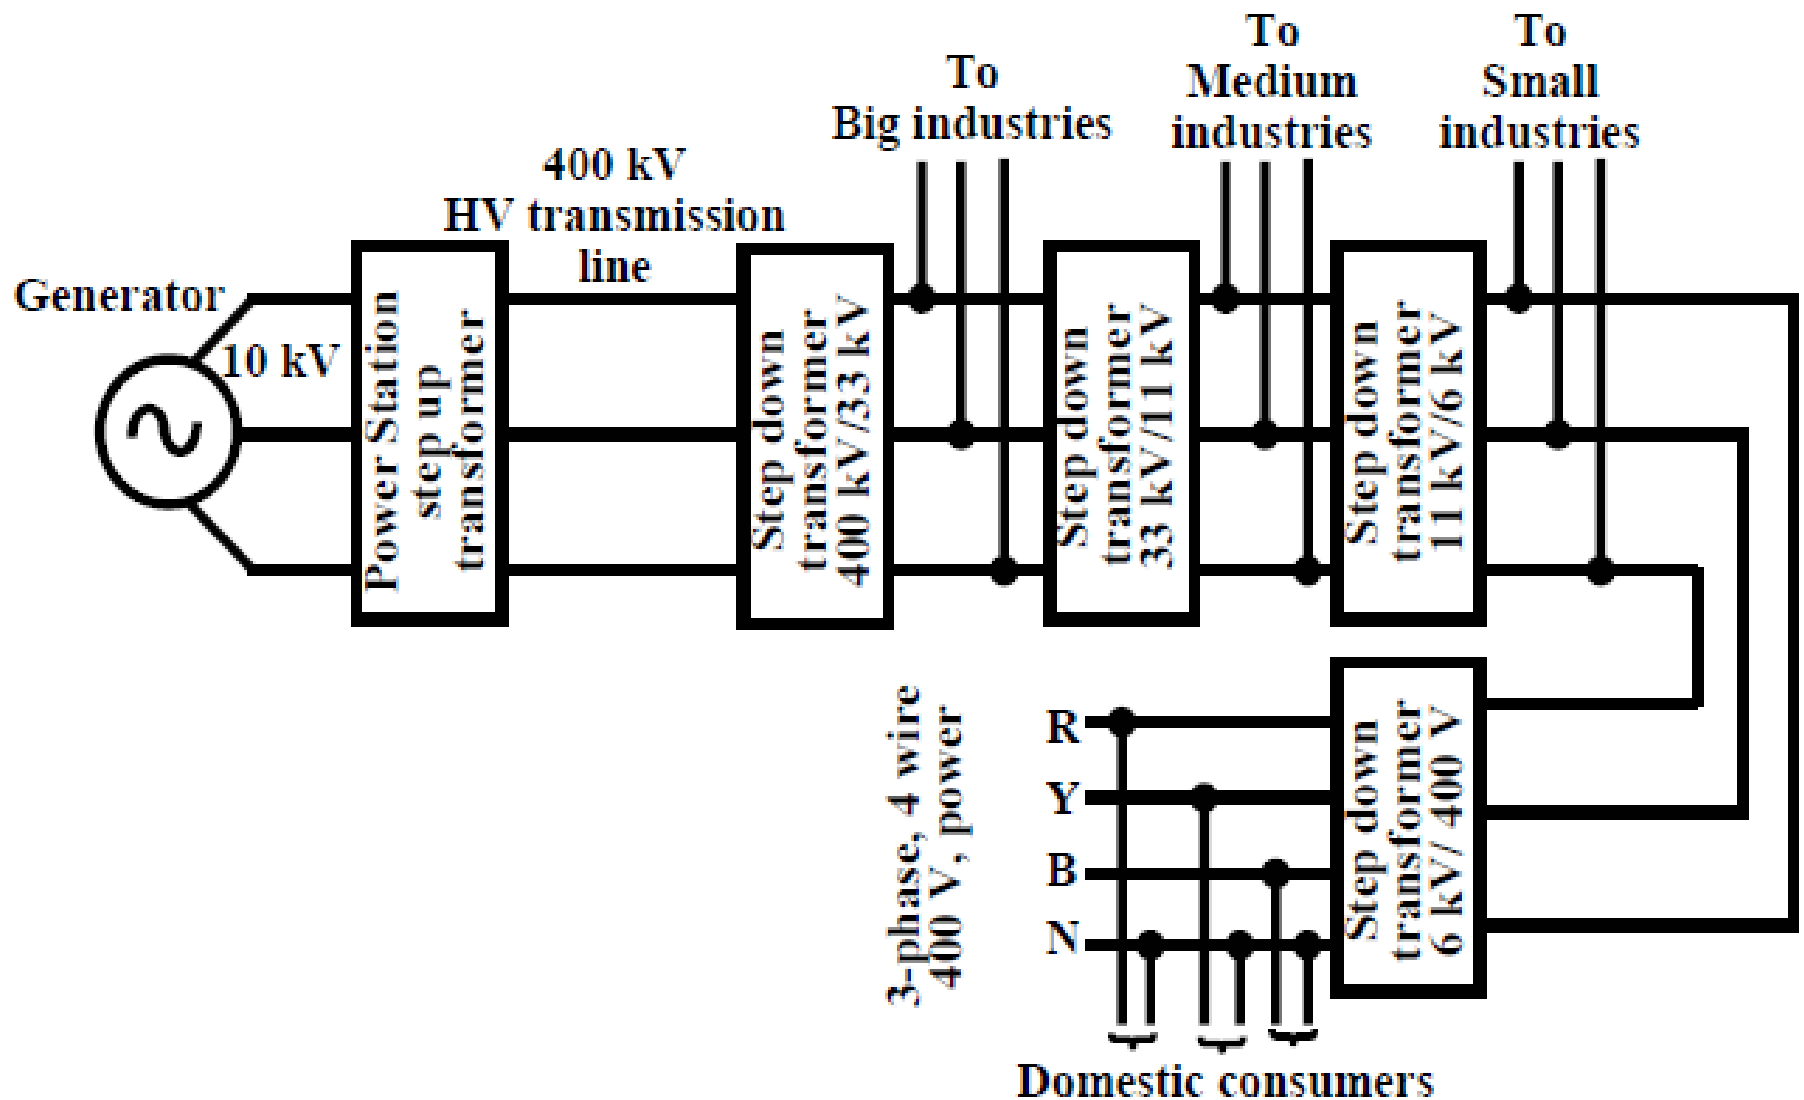 To
Big industries
To
Medium
industries
To
Small
industries
400 kV
HV transmission
line
Generator
10 kV
Power Station
step up
transformer
Step down
transformer
400 kV/33 kV
Step down
transformer
33 kV/11 kV
Step down
transformer
11 kV/6 kV
3-phase, 4 wire
400 V, power
R
Y
B
N
Step down
transformer
6 kV/ 400 V
Domestic consumers